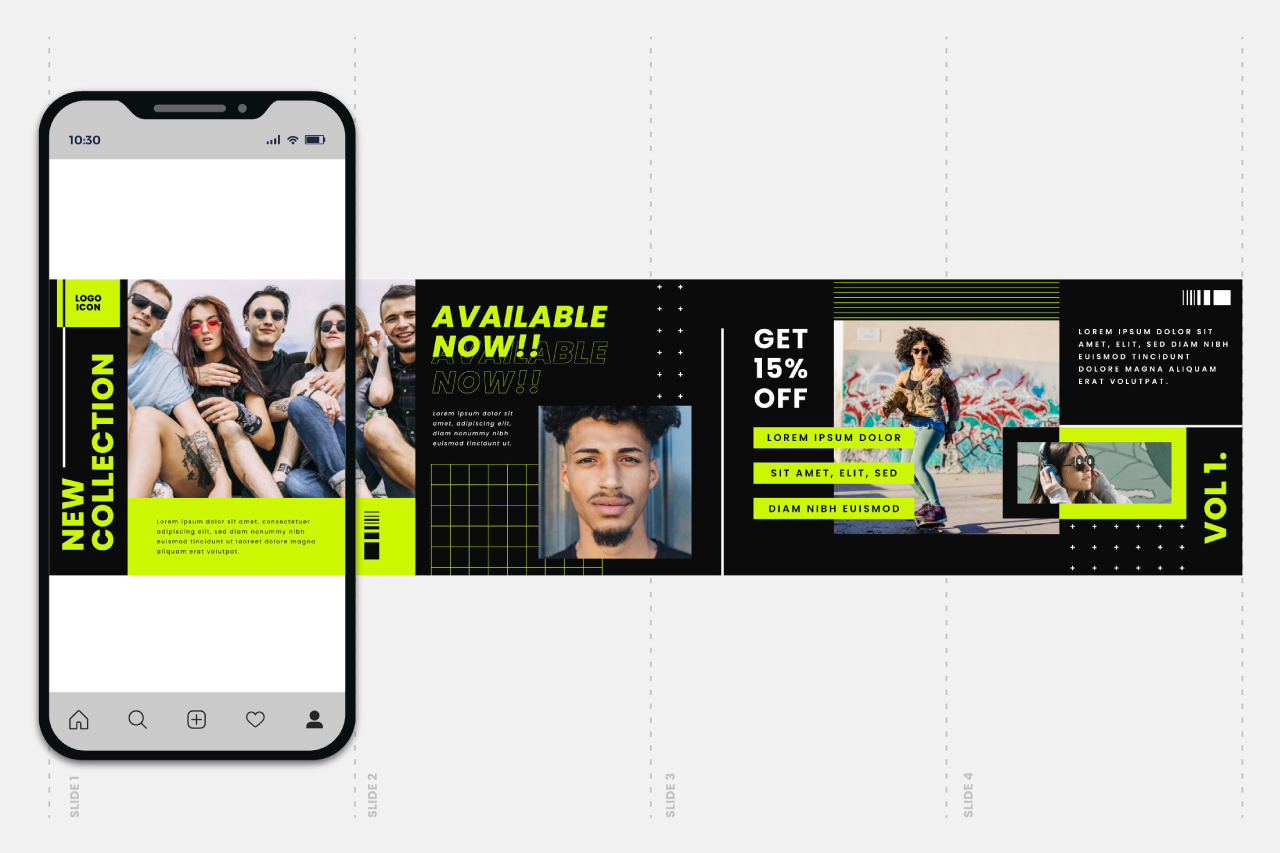 10:30
LOGO
ICON
NEW
COLLECTION
Lorem ipsum dolor sit amet, consectetuer
adipiscing elit, sed diam nonummy nibh
euismod tincidunt ut laoreet dolore magna
aliquam erat volutpat.
AVAILABLE
NOW!!
AVAILABLE
NOW!!
Lorem ipsum dolor sit
amet, adipiscing elit,
diam nonummy nibh
euismod tincidunt ut.
GET
15%
OFF
LOREM IPSUM DOLOR
SIT AMET, ELIT, SED
DIAM NIBH EUISMOD
LOREM IPSUM DOLOR SIT
AMET, ELIT, SED DIAM NIBH
EUISMOD TINCIDUNT
DOLORE MAGNA ALIQUAM
ERAT VOLUTPAT.
VOL 1.
SLIDE 1
SLIDE 2
SLIDE 3
SLIDE 4